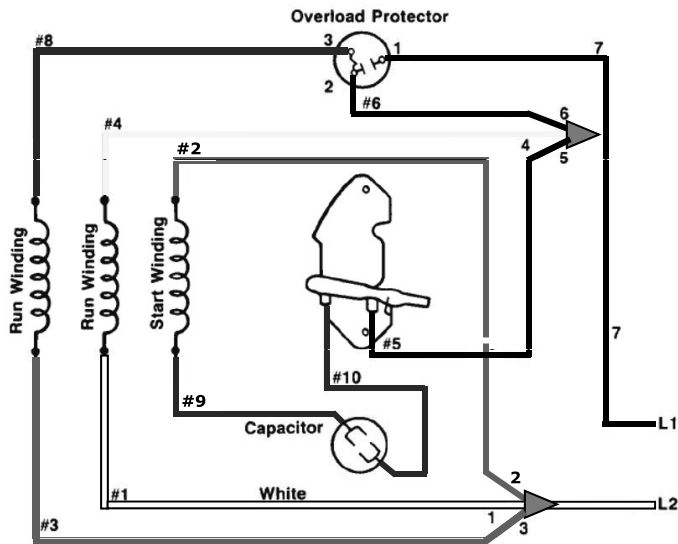 Overload Protector
#8
3
1
7
2
#6
6
#4
4
5
#2
Run Winding
Run Winding
Start Winding
7
#5
#10
#9
Capacitor
L1
2
#1
White
L2
1
3
#3